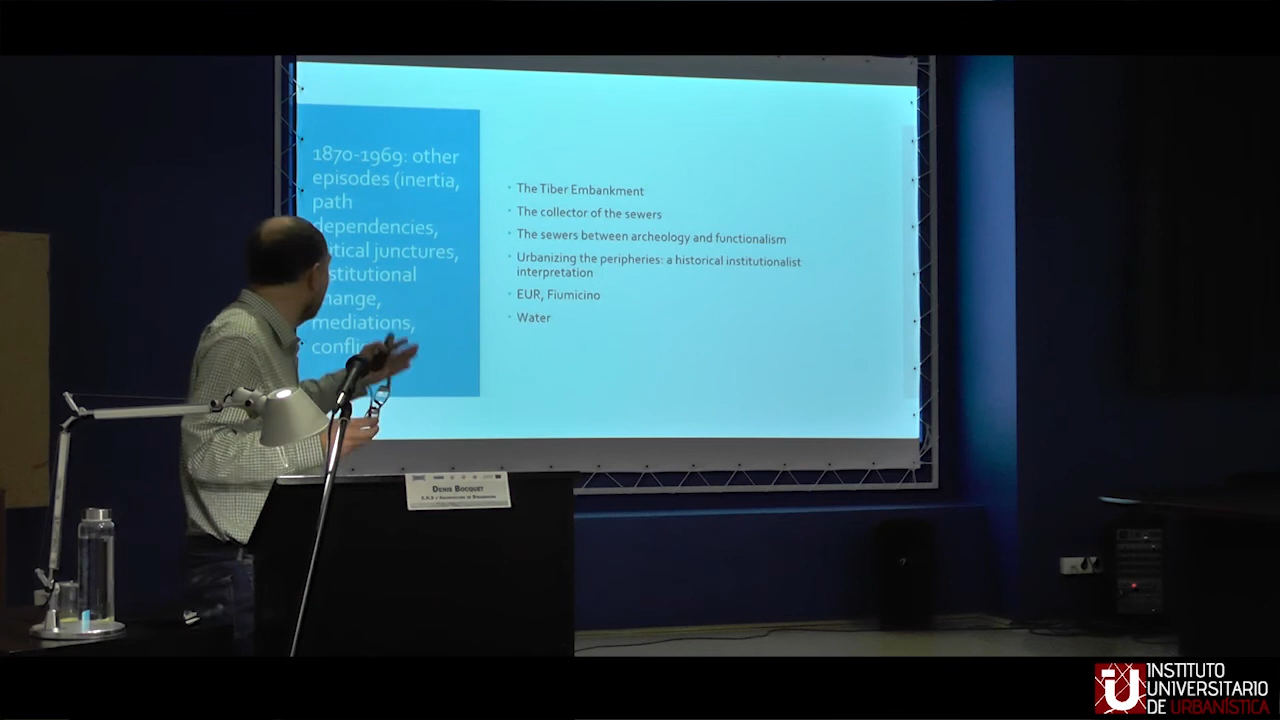 1870-1969: other
episodes (inertia,
path
dependencies,
tical junctures,
stitutional
hange,
mediations,
confli
• The Tiber Embankment
• The collector of the sewers
• The sewers between archeology and functionalism
• Urbanizing the peripheries: a historical institutionalist
interpretation
• EUR, Fiumicino
• Water
DENIS BOCQUET
INSTITUTO
UNIVERSITARIO
DE URBANÍSTICA